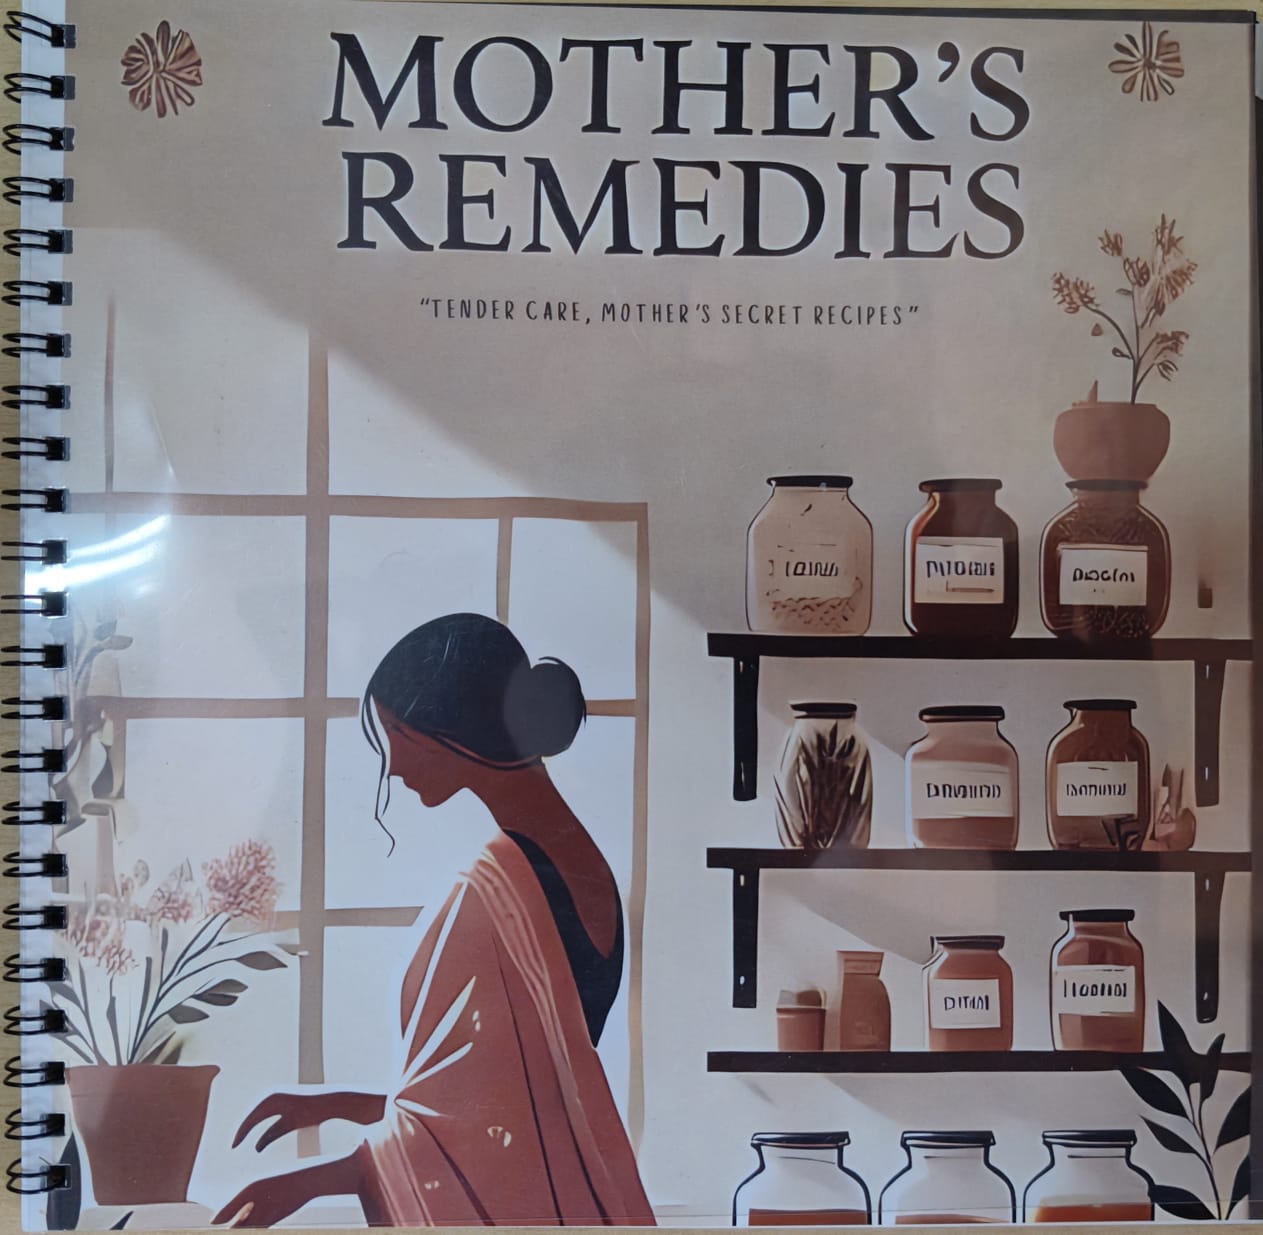 MOTHER'S
REMEDIES
“TENDER CARE, MOTHER'S SECRET RECIPES”